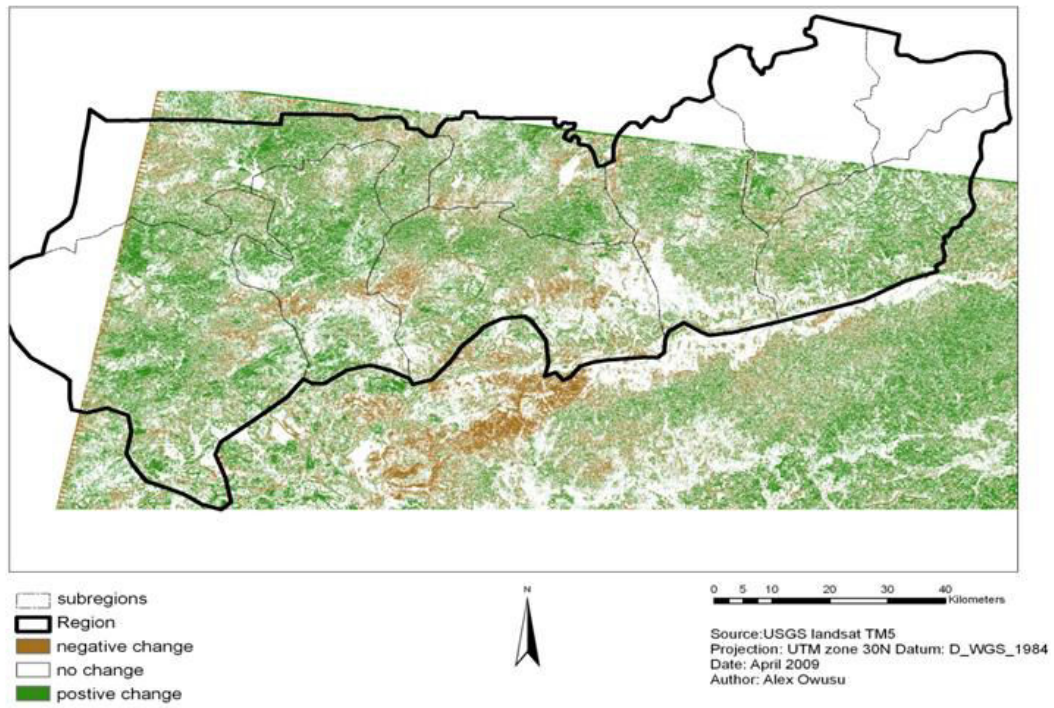 subregions
Region
negative change
no change
postive change
N
0 5 10 20 30 40
Kilometers
Source:USGS landsat TM5
Projection: UTM zone 30N Datum: D_WGS_1984
Date: April 2009
Author: Alex Owusu